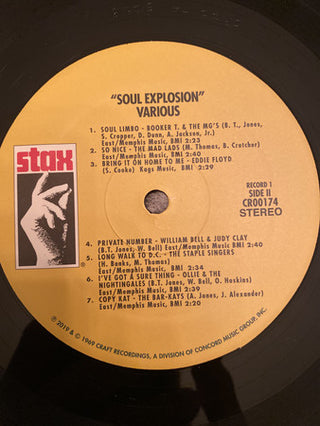 "SOUL EXPLOSION"
VARIOUS
1. SOUL LIMBO - BOOKER T. & THE MG'S (B. T., Jones,
S. Cropper, D. Dunn, A. Jackson, Jr.)
East/Memphis Music, BMI 2:23
2. SO NICE - THE MAD LADS (M. Thomas, B. Crutcher)
East/Memphis Music, BMI 2:40
3. BRING IT ON HOME TO ME - EDDIE FLOYD
(S. Cooke) Kags Music, BMI 2:29
stax
®
RECORD 1
SIDE II
CR00174
STEREO
4. PRIVATE NUMBER - WILLIAM BELL & JUDY CLAY
(B.T. Jones, W. Bell) East/Memphis Music BMI 2:40
5. LONG WALK TO D.C. - THE STAPLE SINGERS
(H. Banks, M. Thomas)
East/Memphis Music, BMI 2:34
6. I'VE GOT A SURE THING - OLLIE & THE
NIGHTINGALES (B.T. Jones, W. Bell, O. Hoskins)
East/Memphis Music, BMI 2:39
7. COPY KAT - THE BAR-KAYS (A. Jones, J. Alexander)
East/Memphis Music, BMI 2:20
℗ 2019 & © 1969 CRAFT RECORDINGS, A DIVISION OF CONCORD MUSIC GROUP, INC.